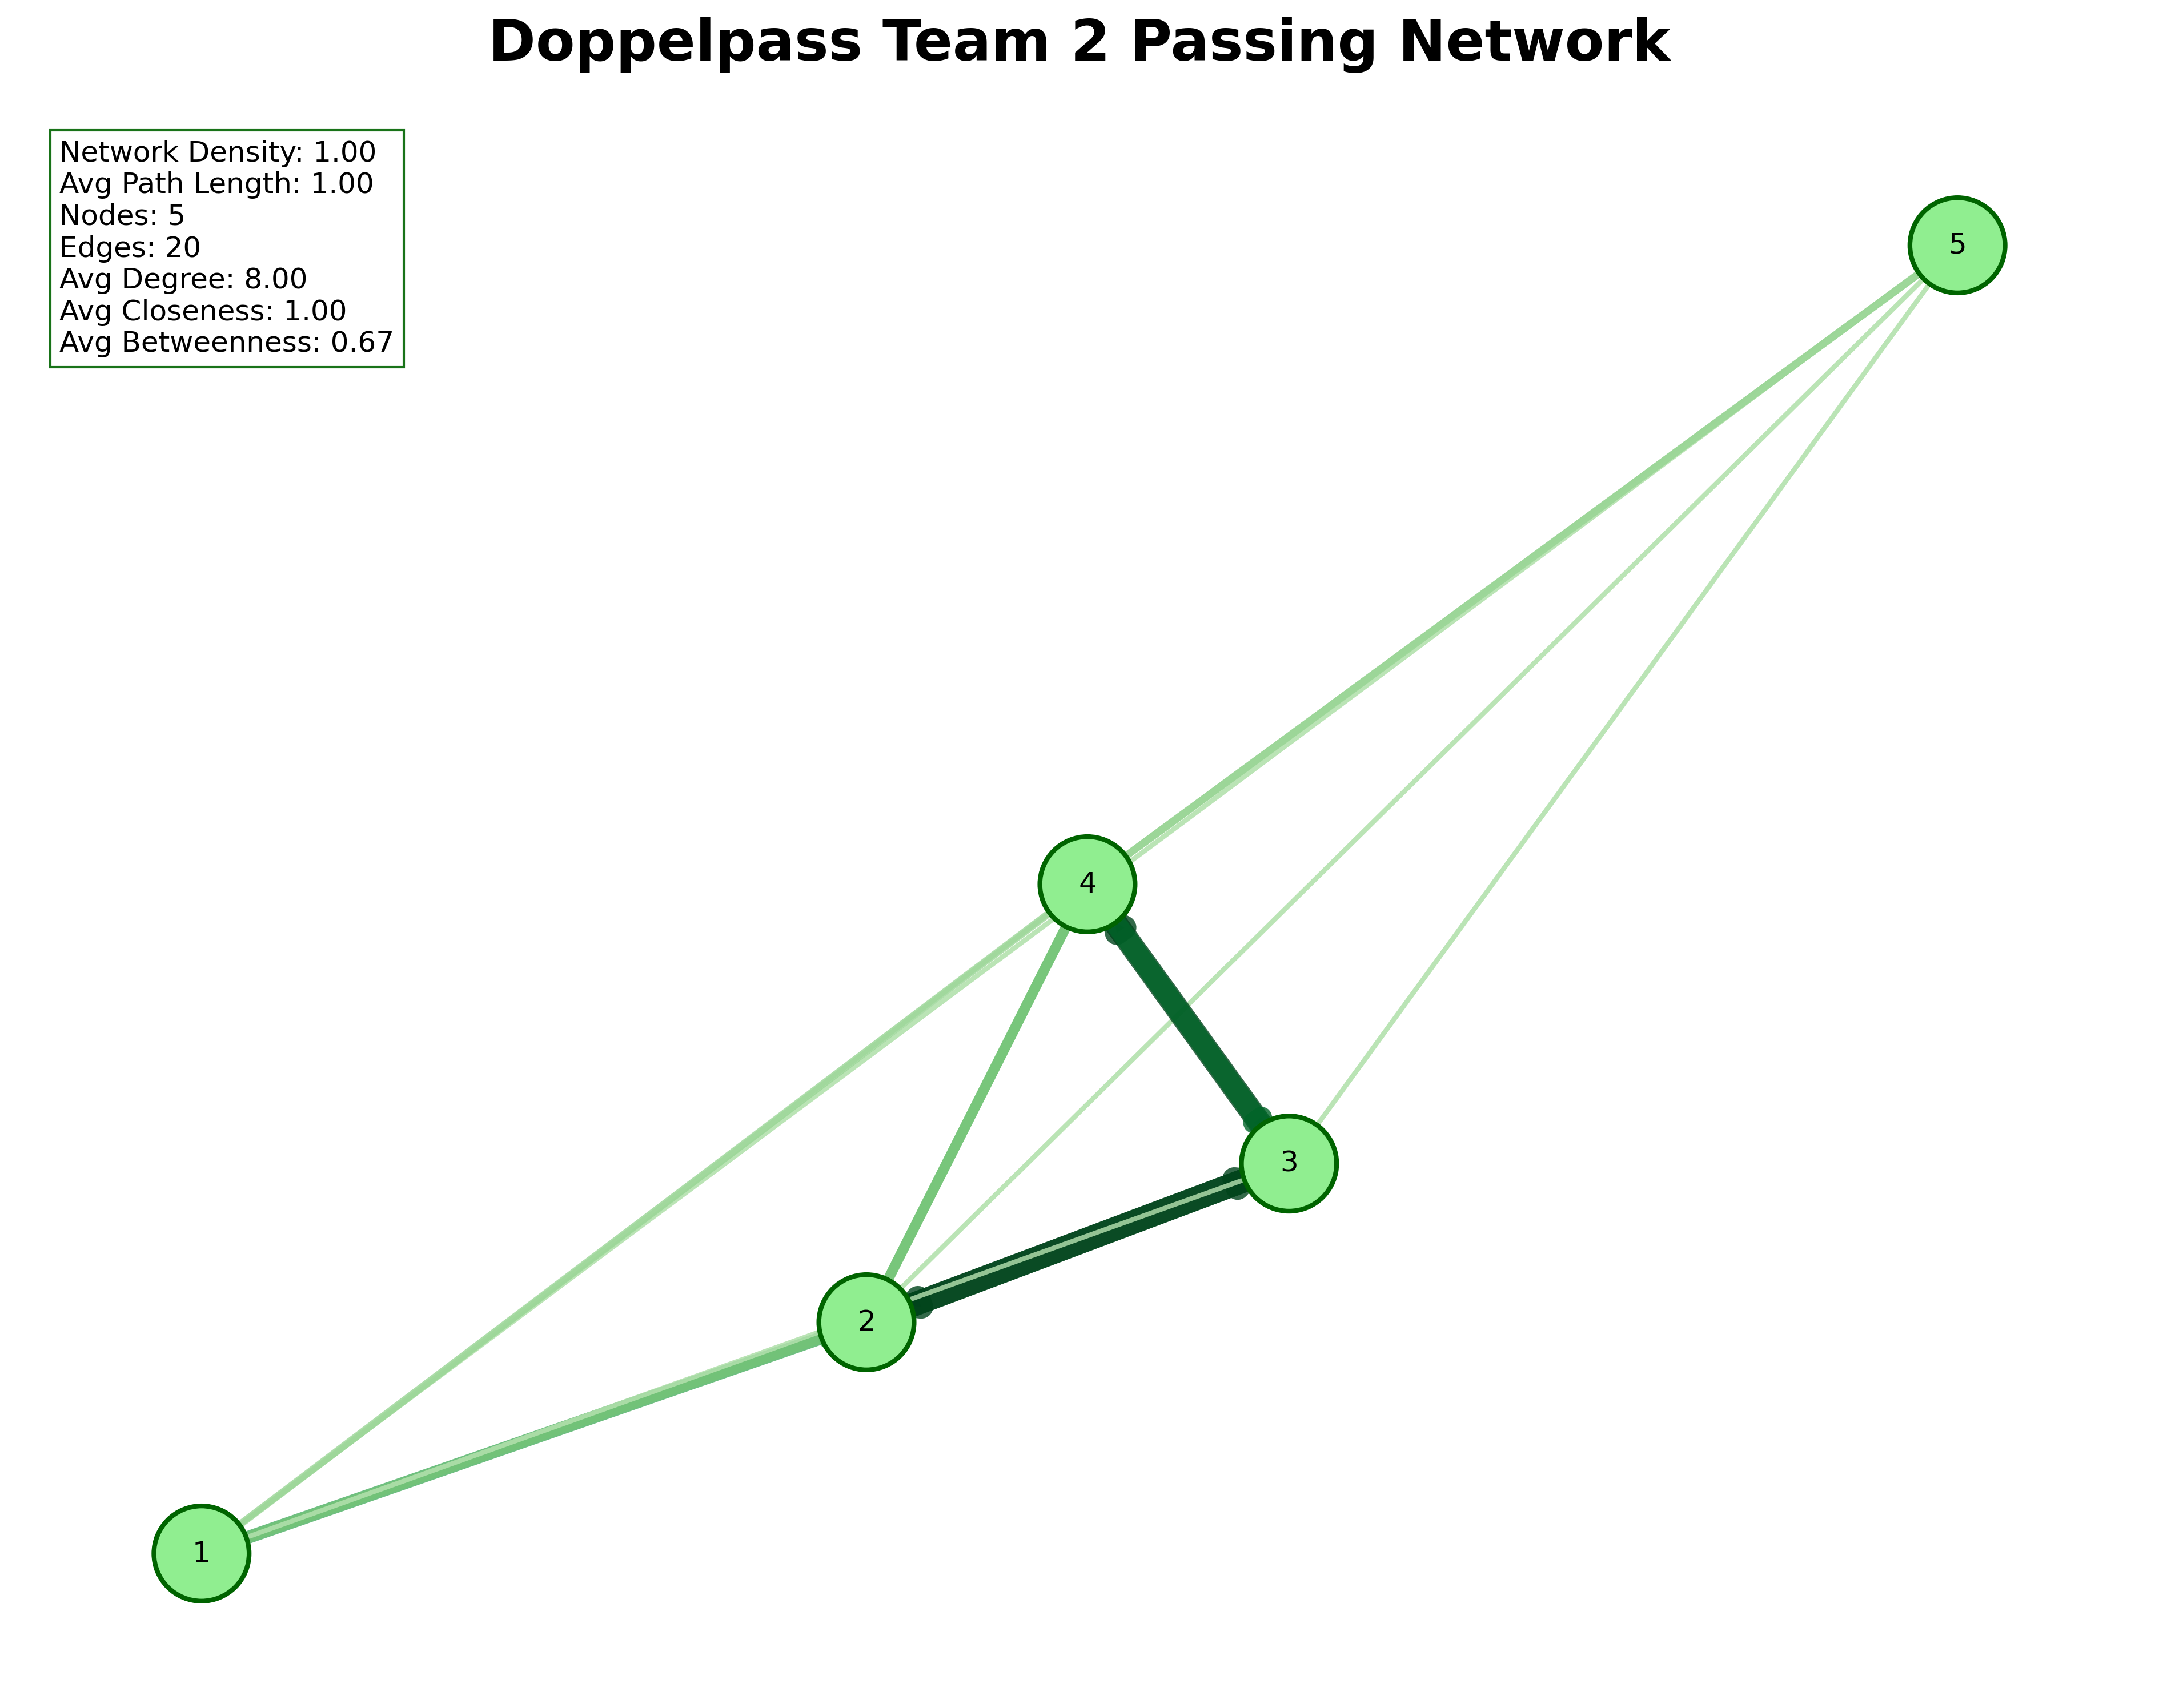 Doppelpass Team 2 Passing Network
Network Density: 1.00
Avg Path Length: 1.00
Nodes: 5
Edges: 20
Avg Degree: 8.00
Avg Closeness: 1.00
Avg Betweenness: 0.67
5
4
3
2
1